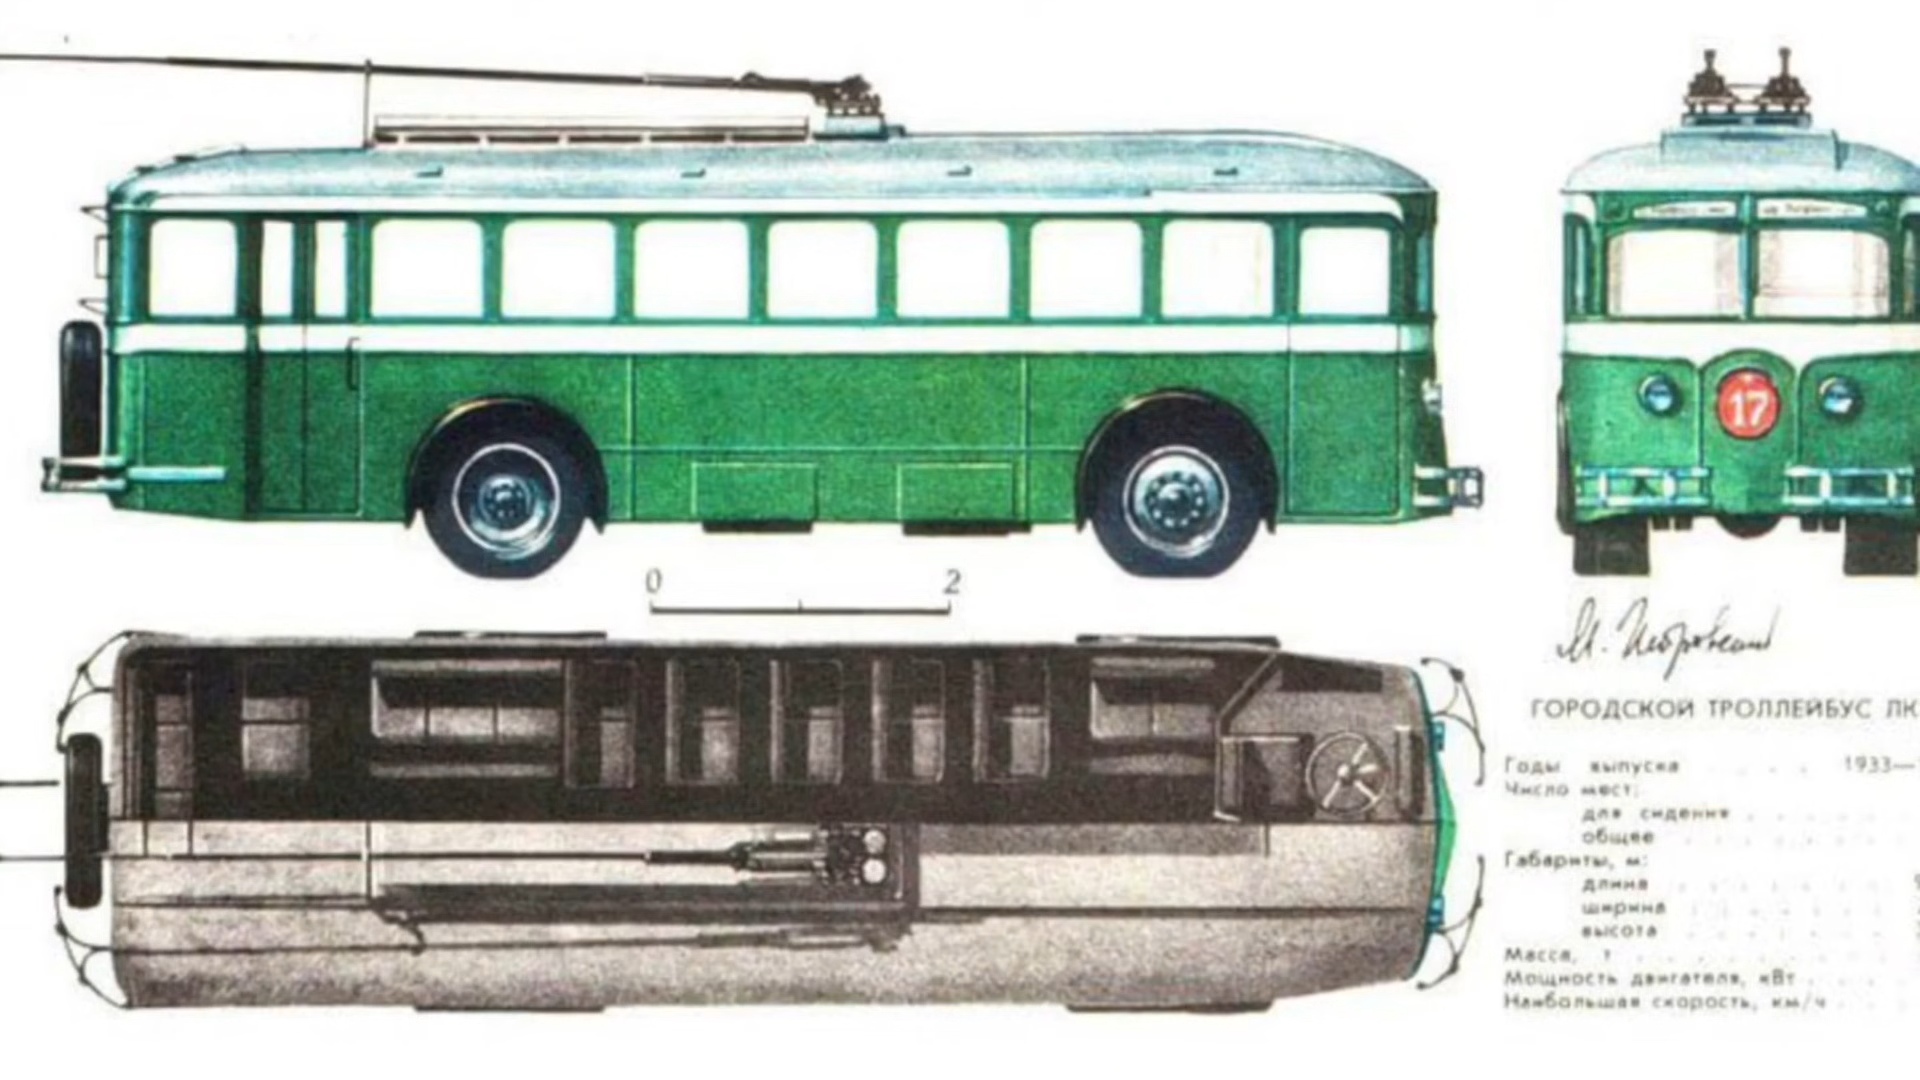 17
0 2
М. Петровский
ГОРОДСКОЙ ТРОЛЛЕЙБУС ЛК
Годы выпуска . . . . 1933—
Число мест:
для сидения
общее
Габариты, м:
длина
ширина
высота
Масса, т
Мощность двигателя, кВт
Наибольшая скорость, км/ч